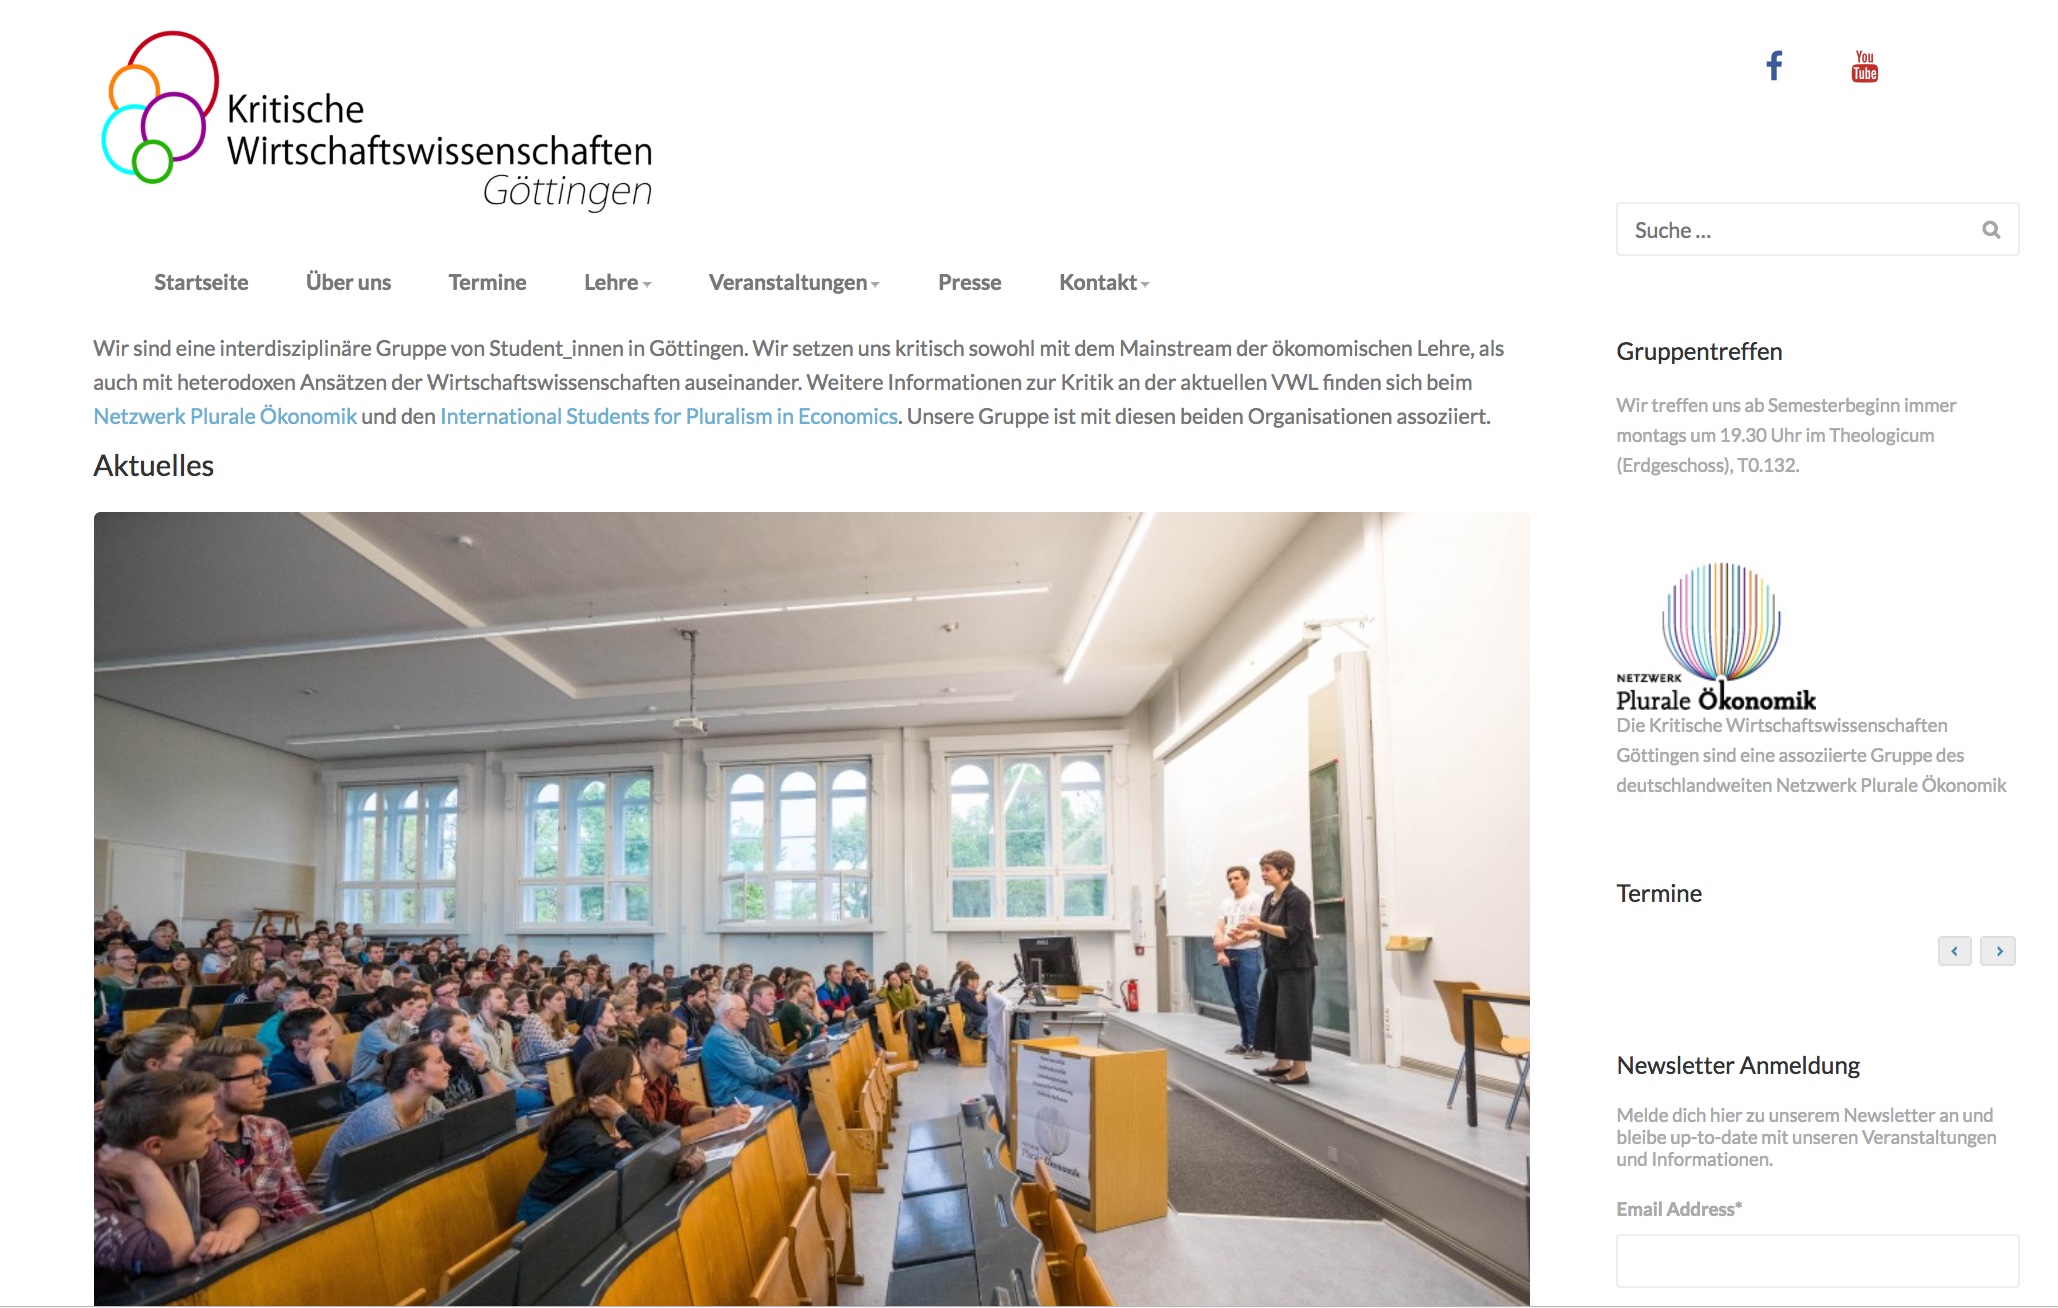 Kritische
Wirtschaftswissenschaften
Göttingen
You
Tube
Suche ...
Startseite Über uns Termine Lehre Veranstaltungen Presse Kontakt
Wir sind eine interdisziplinäre Gruppe von Student_innen in Göttingen. Wir setzen uns kritisch sowohl mit dem Mainstream der ökomomischen Lehre, als
auch mit heterodoxen Ansätzen der Wirtschaftswissenschaften auseinander. Weitere Informationen zur Kritik an der aktuellen VWL finden sich beim
Netzwerk Plurale Ökonomik und den International Students for Pluralism in Economics. Unsere Gruppe ist mit diesen beiden Organisationen assoziiert.
Aktuelles
Plurale Ökonomik
Gruppentreffen
Wir treffen uns ab Semesterbeginn immer
montags um 19.30 Uhr im Theologicum
(Erdgeschoss), T0.132.
NETZWERK
Plurale Ökonomik
Die Kritische Wirtschaftswissenschaften
Göttingen sind eine assoziierte Gruppe des
deutschlandweiten Netzwerk Plurale Ökonomik
Termine
Newsletter Anmeldung
Melde dich hier zu unserem Newsletter an und
bleibe up-to-date mit unseren Veranstaltungen
und Informationen.
Email Address*